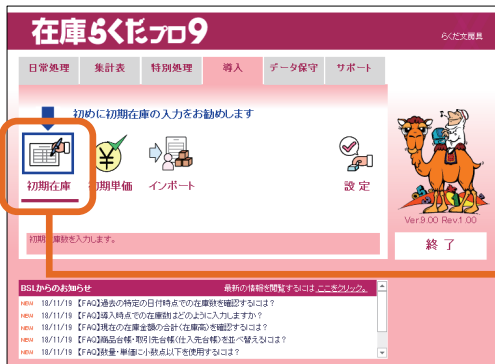 在庫らくだプロ9
らくだ文房具
日常処理 集計表 特別処理 導入 データ保守 サポート
初めに初期在庫の入力をお勧めします
初期在庫 初期単価 インポート 設定
Ver.9.00 Rev.1.00
終了
初期在庫数を入力します。
BSLからのお知らせ 最新の情報を閲覧するには ここをクリック。
NEW 18/11/19 【FAQ】過去の特定の日付時点での在庫数を確認するには？
NEW 18/11/19 【FAQ】導入時点での在庫数はどのように入力しますか？
NEW 18/11/19 【FAQ】現在の在庫金額の合計(在庫高)を確認するには？
NEW 18/11/19 【FAQ】商品台帳・取引先台帳(仕入先台帳)を並べ替えるには？
NEW 18/11/19 【FAQ】数量・単価に小数点以下を使用するには？